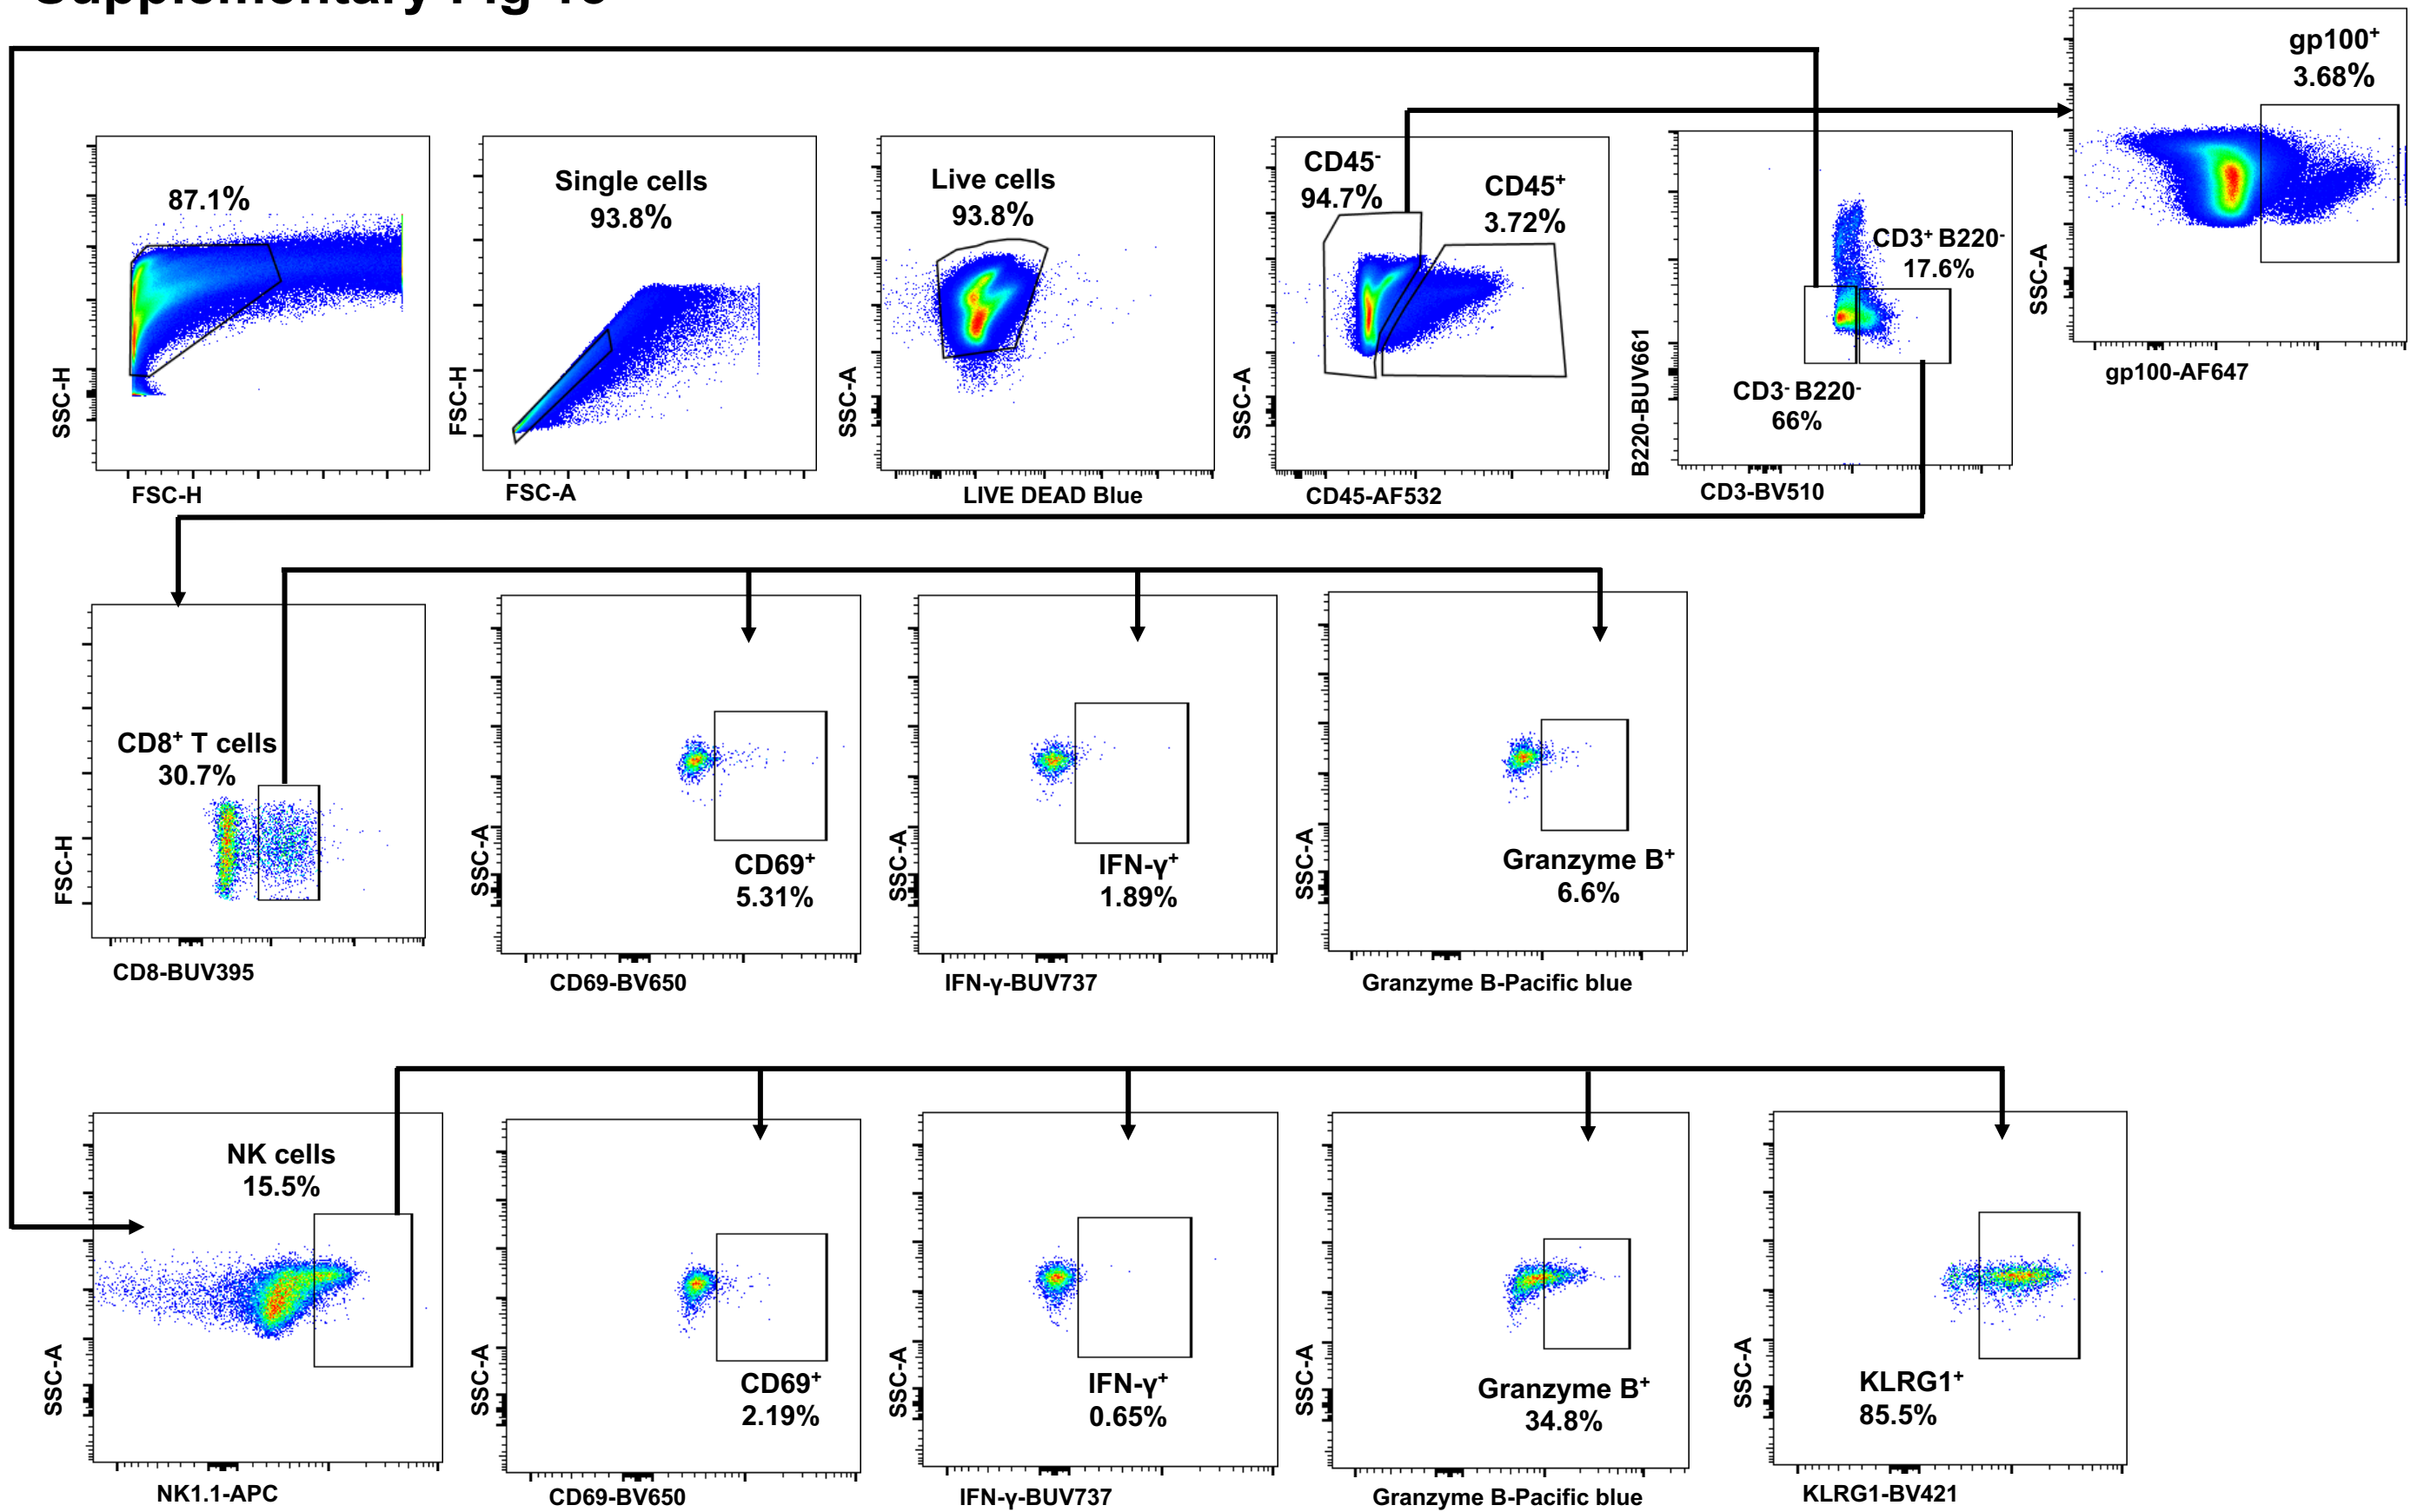 gp100⁺
3.68%
SSC-A
gp100-AF647
87.1%
SSC-H
FSC-H
Single cells
93.8%
FSC-H
FSC-A
Live cells
93.8%
SSC-A
LIVE DEAD Blue
CD45⁻
94.7%
CD45⁺
3.72%
SSC-A
CD45-AF532
CD3⁺ B220⁻
17.6%
CD3⁻ B220⁻
66%
B220-BUV661
CD3-BV510
CD8⁺ T cells
30.7%
FSC-H
CD8-BUV395
CD69⁺
5.31%
SSC-A
CD69-BV650
IFN-γ⁺
1.89%
SSC-A
IFN-γ-BUV737
Granzyme B⁺
6.6%
SSC-A
Granzyme B-Pacific blue
NK cells
15.5%
SSC-A
NK1.1-APC
CD69⁺
2.19%
SSC-A
CD69-BV650
IFN-γ⁺
0.65%
SSC-A
IFN-γ-BUV737
Granzyme B⁺
34.8%
SSC-A
Granzyme B-Pacific blue
KLRG1⁺
85.5%
SSC-A
KLRG1-BV421